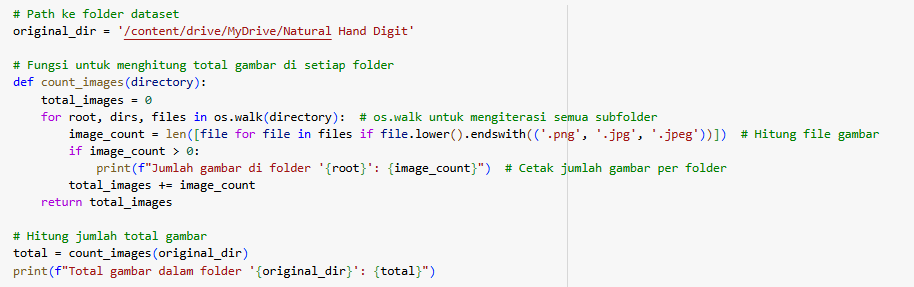 # Path ke folder dataset
original_dir = '/content/drive/MyDrive/Natural Hand Digit'
# Fungsi untuk menghitung total gambar di setiap folder
def count_images(directory):
    total_images = 0
    for root, dirs, files in os.walk(directory):  # os.walk untuk mengiterasi semua subfolder
        image_count = len([file for file in files if file.lower().endswith(('.png', '.jpg', '.jpeg'))])  # Hitung file gambar
        if image_count > 0:
            print(f"Jumlah gambar di folder '{root}': {image_count}")  # Cetak jumlah gambar per folder
        total_images += image_count
    return total_images
# Hitung jumlah total gambar
total = count_images(original_dir)
print(f"Total gambar dalam folder '{original_dir}': {total}")